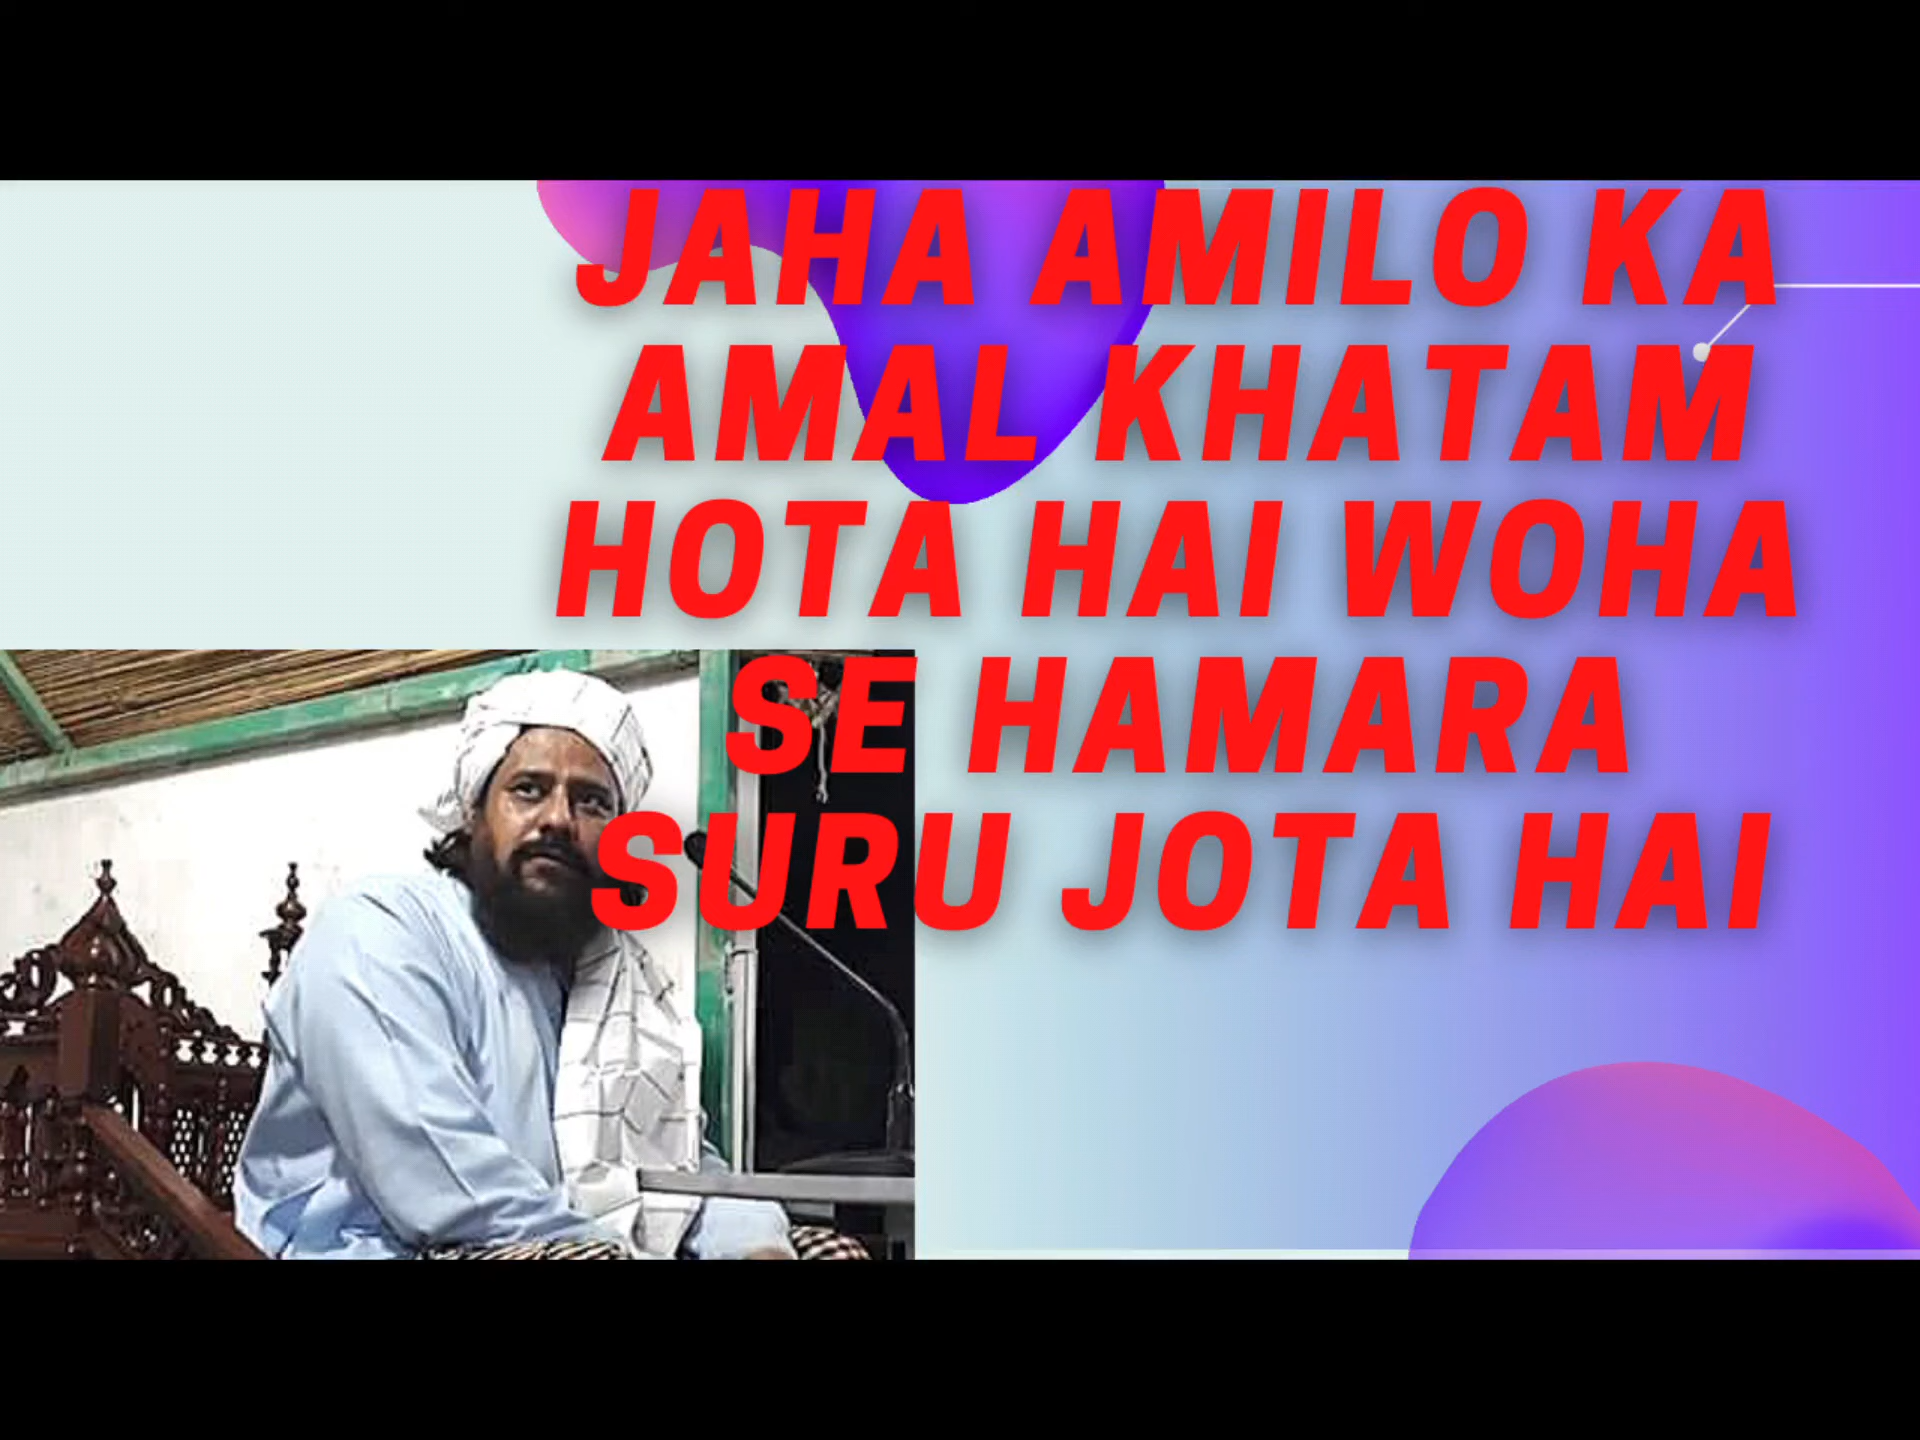 JAHA AMILO KA
AMAL KHATAM
HOTA HAI WOHA
SE HAMARA
SURU JOTA HAI